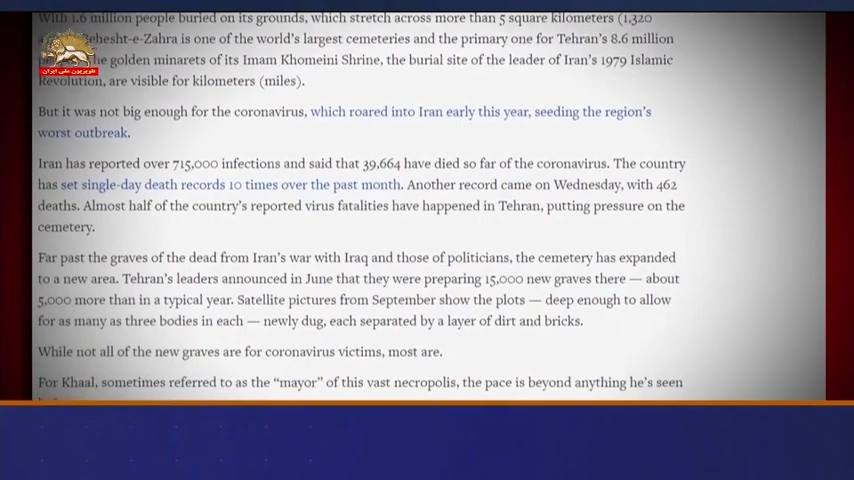 With 1.6 million people buried on its grounds, which stretch across more than 5 square kilometers (1,320
Behesht-e-Zahra is one of the world's largest cemeteries and the primary one for Tehran's 8.6 million
he golden minarets of its Imam Khomeini Shrine, the burial site of the leader of Iran's 1979 Islamic
تلویزیون ملی ایران
Revolution, are visible for kilometers (miles).
But it was not big enough for the coronavirus, which roared into Iran early this year, seeding the region's
worst outbreak.
Iran has reported over 715,000 infections and said that 39,664 have died so far of the coronavirus. The country
has set single-day death records 10 times over the past month. Another record came on Wednesday, with 462
deaths. Almost half of the country's reported virus fatalities have happened in Tehran, putting pressure on the
cemetery.
Far past the graves of the dead from Iran's war with Iraq and those of politicians, the cemetery has expanded
to a new area. Tehran's leaders announced in June that they were preparing 15,000 new graves there — about
5,000 more than in a typical year. Satellite pictures from September show the plots — deep enough to allow
for as many as three bodies in each — newly dug, each separated by a layer of dirt and bricks.
While not all of the new graves are for coronavirus victims, most are.
For Khaal, sometimes referred to as the “mayor” of this vast necropolis, the pace is beyond anything he's seen